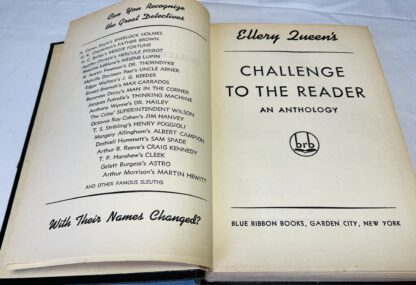 Can You Recognize
the Great Detectives
A. Conan Doyle's SHERLOCK HOLMES
G. K. Chesterton's FATHER BROWN
H. C. Bailey's REGGIE FORTUNE
Agatha Christie's HERCULE POIROT
Maurice Leblanc's ARSÈNE LUPIN
R. Austin Freeman's DR. THORNDYKE
Melville Davisson Post's UNCLE ABNER
Edgar Wallace's J. G. REEDER
Ernest Bramah's MAX CARRADOS
Baroness Orczy's MAN IN THE CORNER
Jacques Futrelle's THINKING MACHINE
Anthony Wynne's DR. HAILEY
The Coles' SUPERINTENDENT WILSON
Octavus Roy Cohen's JIM HANVEY
T. S. Stribling's HENRY POGGIOLI
Margery Allingham's ALBERT CAMPION
Dashiell Hammett's SAM SPADE
Arthur B. Reeve's CRAIG KENNEDY
T. P. Hanshew's CLEEK
Gelett Burgess's ASTRO
Arthur Morrison's MARTIN HEWITT
AND OTHER FAMOUS SLEUTHS
With Their Names Changed?
Ellery Queen's
CHALLENGE
TO THE READER
AN ANTHOLOGY
brb
BLUE RIBBON BOOKS, GARDEN CITY, NEW YORK